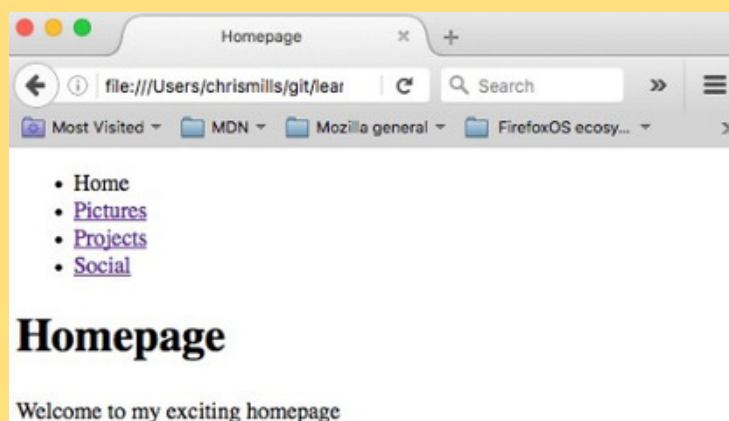 Homepage
file:///Users/chrismills/git/lear
Search
Most Visited
MDN
Mozilla general
FirefoxOS ecosy...
Home
Pictures
Projects
Social
Homepage
Welcome to my exciting homepage